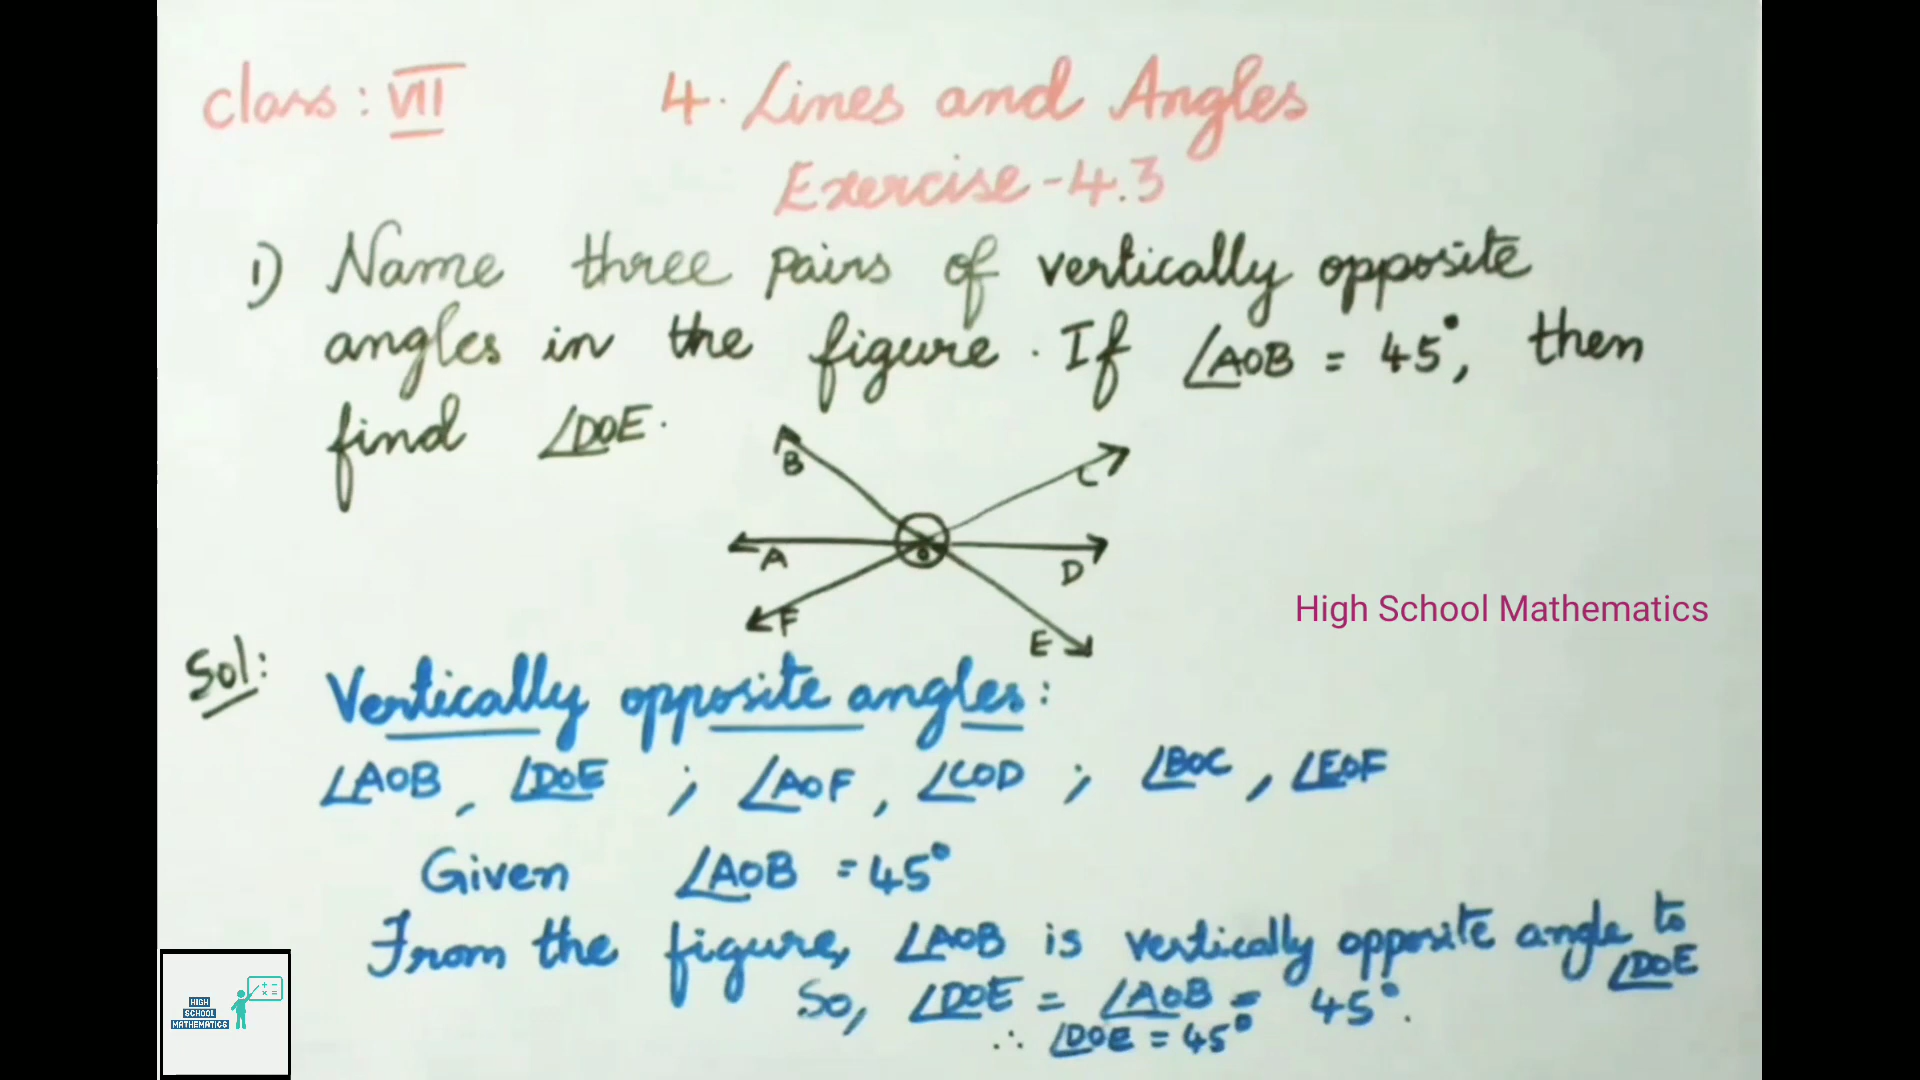 class: VII 4. Lines and Angles
Exercise-4.3
1) Name three pairs of vertically opposite
angles in the figure. If ∠AOB = 45°, then
find ∠DOE.
B
C
A
O
D
F
E
High School Mathematics
Sol:
Vertically opposite angles:
∠AOB, ∠DOE ; ∠AOF, ∠COD ; ∠BOC, ∠EOF
Given ∠AOB = 45°
From the figure, ∠AOB is vertically opposite angle to
∠DOE
So, ∠DOE = ∠AOB = 45°.
∴ ∠DOE = 45°
HIGH
SCHOOL
MATHEMATICS
+ -
× =